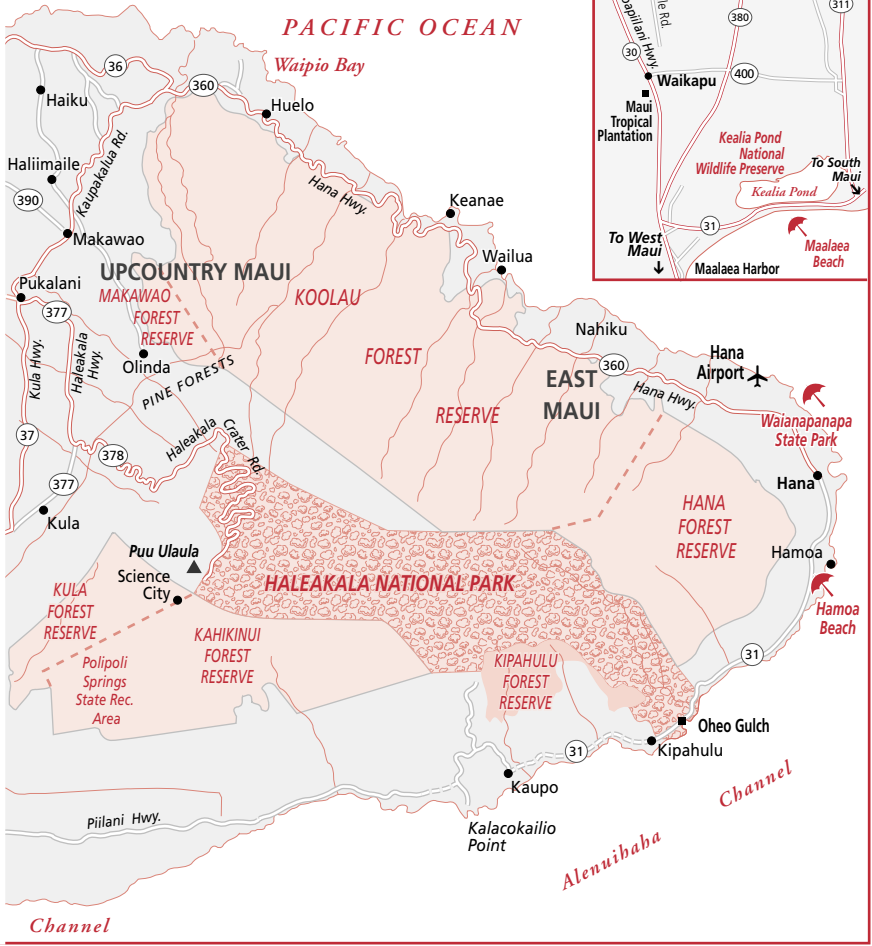 PACIFIC OCEAN
Waipio Bay
36
360
Haiku
Huelo
Kaupakalua Rd.
Haliimaile
390
Hana Hwy.
Keanae
Makawao
Wailua
UPCOUNTRY MAUI
Pukalani
MAKAWAO
FOREST
RESERVE
KOOLAU
FOREST
RESERVE
377
Kula Hwy.
Haleakala
Hwy.
Olinda
PINE FORESTS
Nahiku
360
Hana
Airport
EAST
MAUI
Hana Hwy.
Waianapanapa
State Park
37
378
Haleakala
Crater Rd.
377
Hana
Kula
HANA
FOREST
RESERVE
Puu Ulaula
Science
City
HALEAKALA NATIONAL PARK
Hamoa
Hamoa
Beach
KULA
FOREST
RESERVE
KAHIKINUI
FOREST
RESERVE
Polipoli
Springs
State Rec.
Area
KIPAHULU
FOREST
RESERVE
31
Oheo Gulch
Kipahulu
31
Kaupo
Piilani Hwy.
Kalacokailio
Point
Alenuihaha Channel
Channel
30
380
311
400
Waikapu
Maui
Tropical
Plantation
Kealia Pond
National
Wildlife Preserve
To South
Maui
Kealia Pond
31
To West
Maui
Maalaea Harbor
Maalaea
Beach